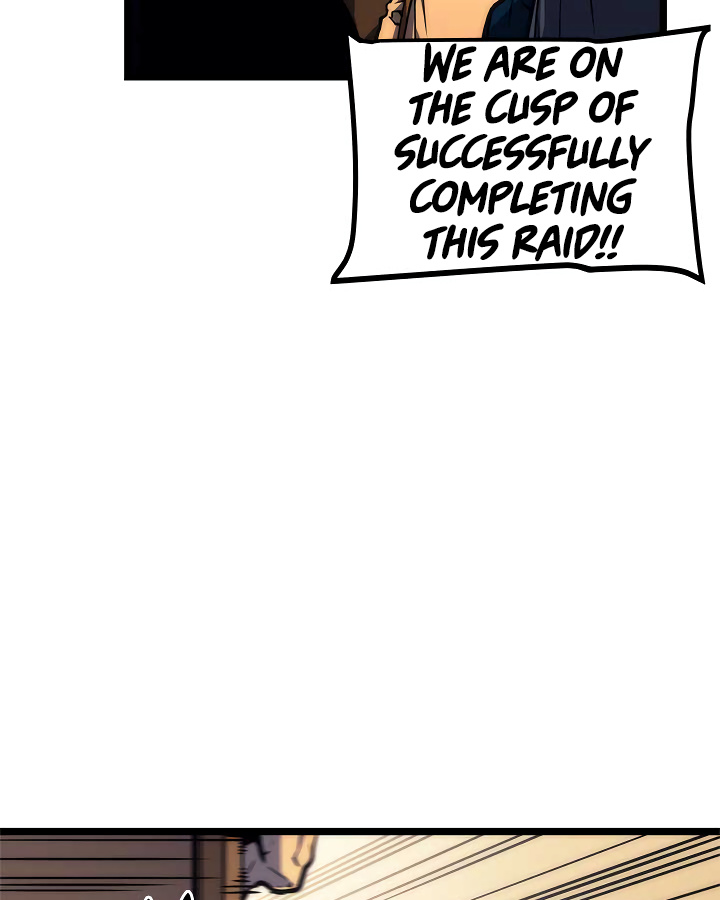 WE ARE ON
THE CUSP OF
SUCCESSFULLY
COMPLETING
THIS RAID!!